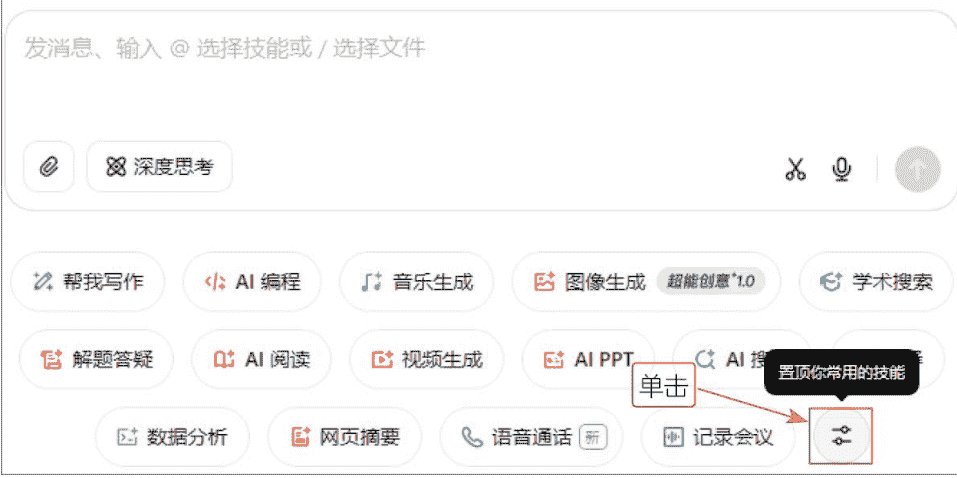 发消息、输入 @ 选择技能或 / 选择文件
深度思考
帮我写作 AI 编程 音乐生成 图像生成 超能创意1.0 学术搜索
解题答疑 AI 阅读 视频生成 AI PPT AI 搜
置顶你常用的技能
单击
数据分析 网页摘要 语音通话 新 记录会议